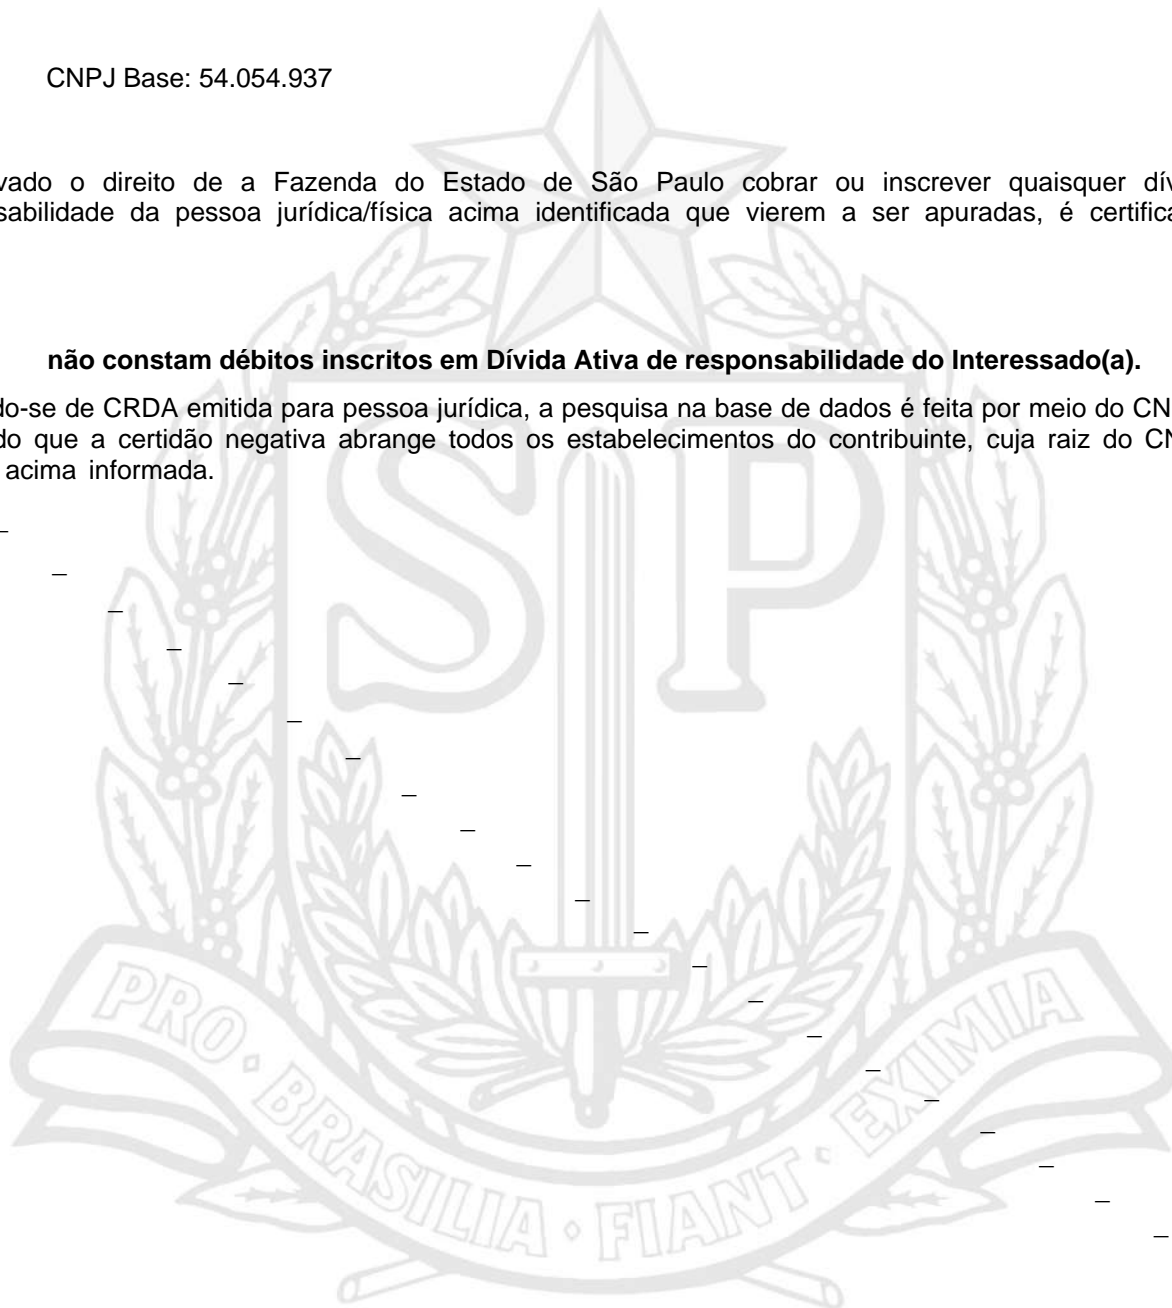 CNPJ Base: 54.054.937
vado o direito de a Fazenda do Estado de São Paulo cobrar ou inscrever quaisquer dív
sabilidade da pessoa jurídica/física acima identificada que vierem a ser apuradas, é certifica
não constam débitos inscritos em Dívida Ativa de responsabilidade do Interessado(a).
do-se de CRDA emitida para pessoa jurídica, a pesquisa na base de dados é feita por meio do CN
do que a certidão negativa abrange todos os estabelecimentos do contribuinte, cuja raiz do CN
acima informada.
SP
PRO • BRASILIA • FIANT • EXIMIA